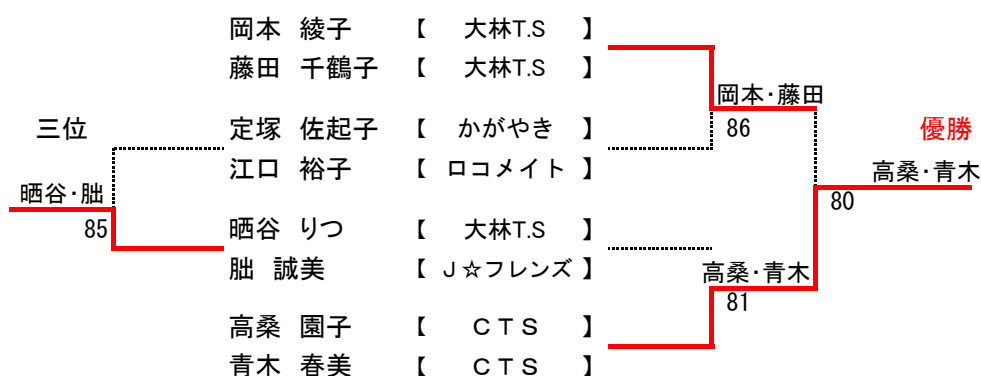 岡本 綾子 【 大林T.S 】
藤田 千鶴子 【 大林T.S 】
岡本・藤田
三位
定塚 佐起子 【 かがやき 】
86
優勝
江口 裕子 【 ロコメイト 】
高桑・青木
晒谷・朏
80
85
晒谷 りつ 【 大林T.S 】
朏 誠美 【 J☆フレンズ 】
高桑・青木
81
高桑 園子 【 CTS 】
青木 春美 【 CTS 】